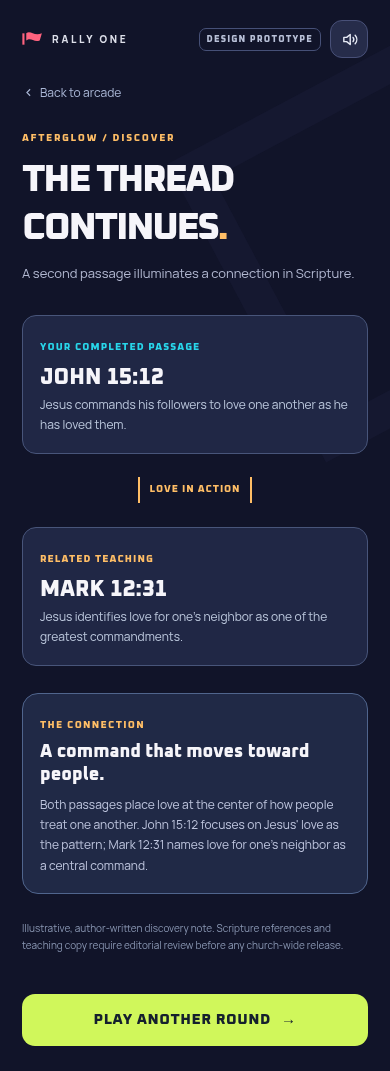 RALLY ONE
DESIGN PROTOTYPE
Back to arcade
AFTERGLOW / DISCOVER
THE THREAD
CONTINUES.
A second passage illuminates a connection in Scripture.
YOUR COMPLETED PASSAGE
JOHN 15:12
Jesus commands his followers to love one another as he
has loved them.
LOVE IN ACTION
RELATED TEACHING
MARK 12:31
Jesus identifies love for one's neighbor as one of the
greatest commandments.
THE CONNECTION
A command that moves toward
people.
Both passages place love at the center of how people
treat one another. John 15:12 focuses on Jesus' love as
the pattern; Mark 12:31 names love for one's neighbor as
a central command.
Illustrative, author-written discovery note. Scripture references and
teaching copy require editorial review before any church-wide release.
PLAY ANOTHER ROUND →